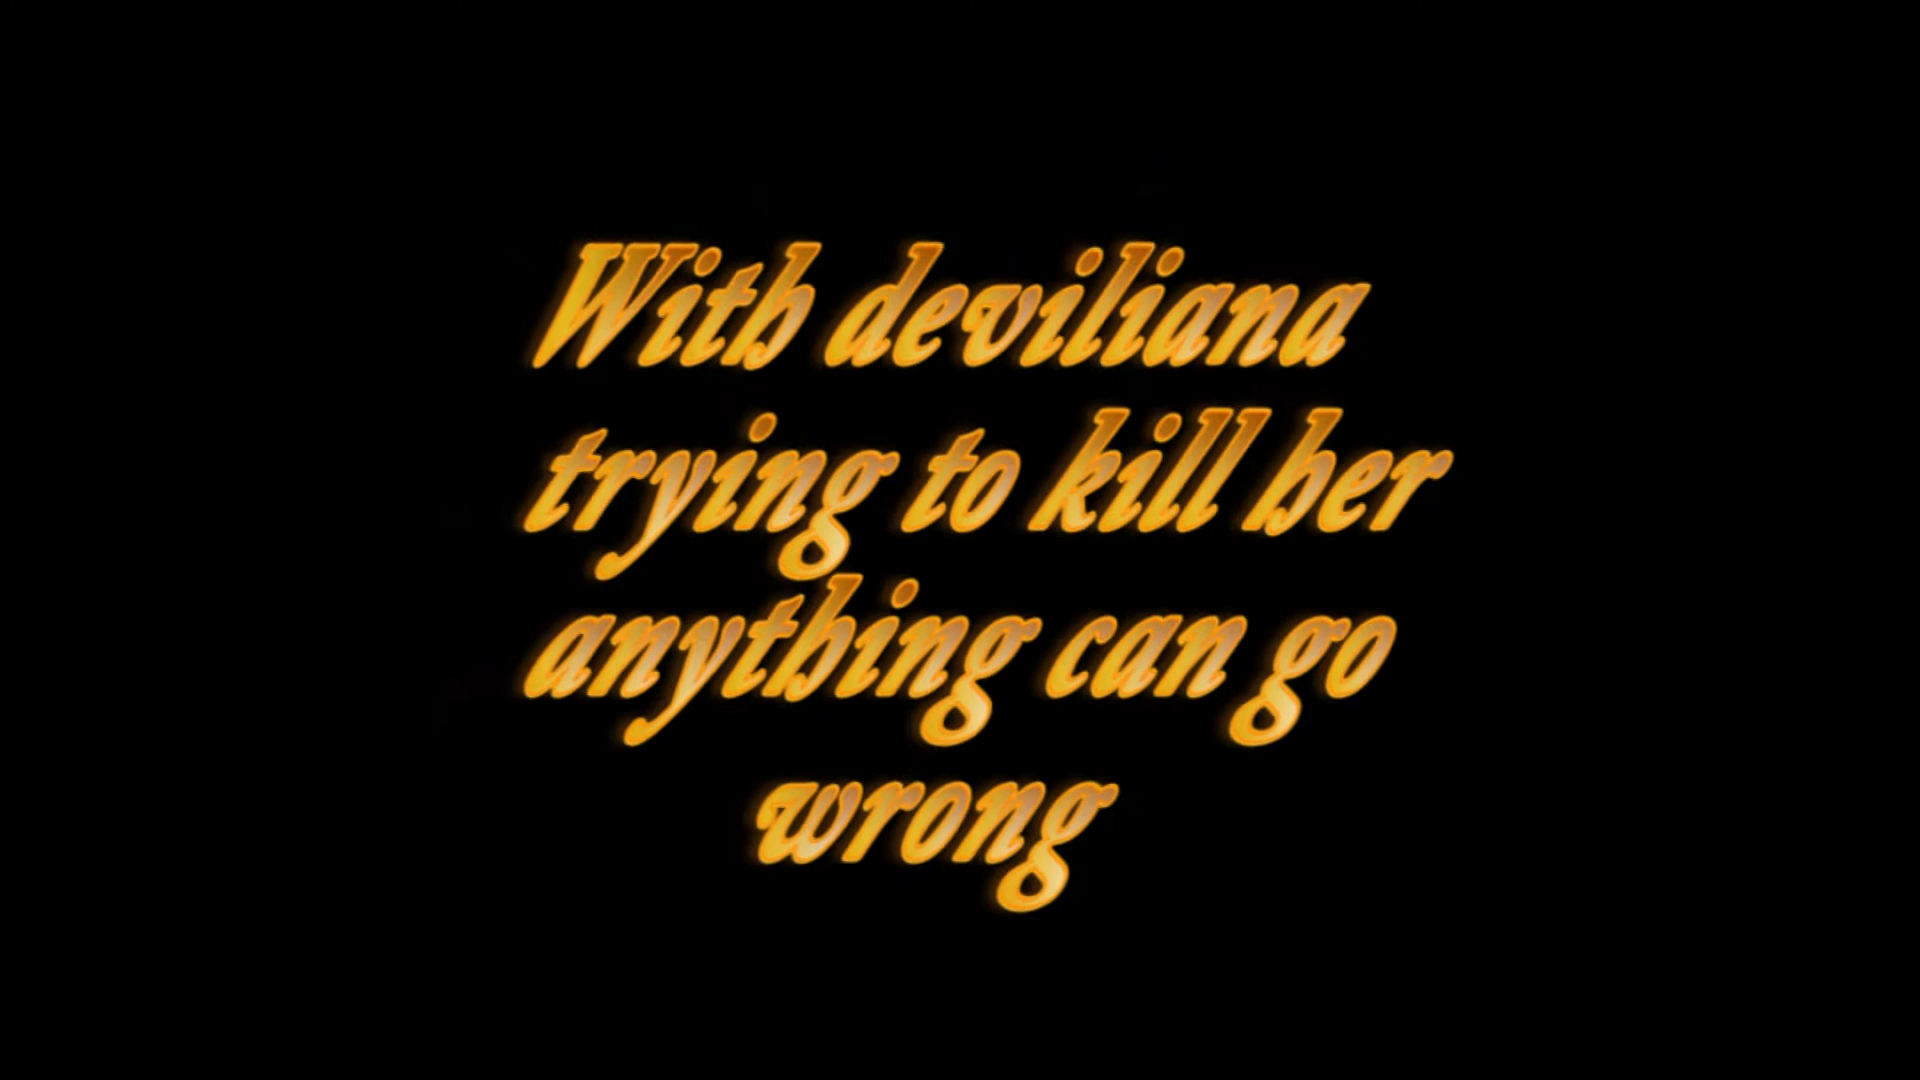 With deviliana
trying to kill her
anything can go
wrong